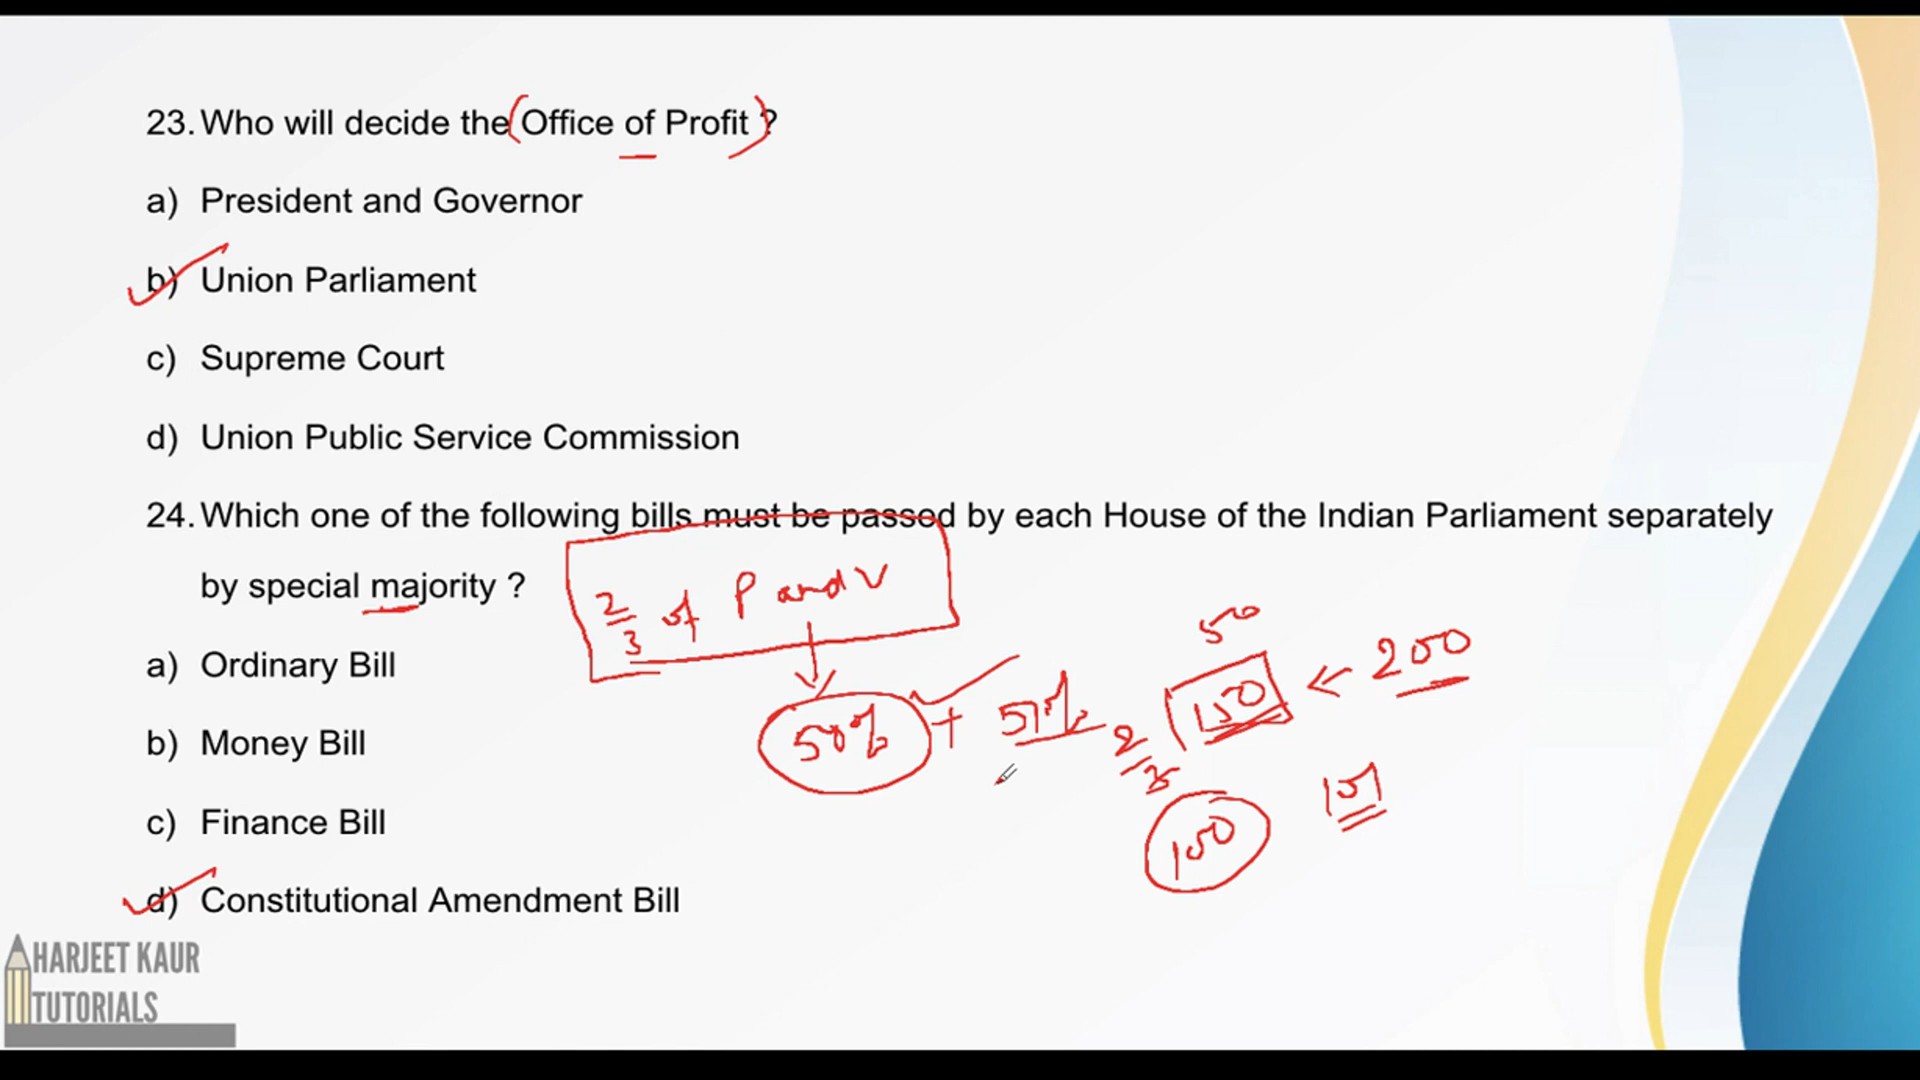 23. Who will decide the (Office of Profit)?
a) President and Governor
b) Union Parliament
c) Supreme Court
d) Union Public Service Commission
24. Which one of the following bills must be passed by each House of the Indian Parliament separately
by special majority ?
2/3 of P and V
a) Ordinary Bill
50
150 ← 200
b) Money Bill
50% + 51%
2/3
c) Finance Bill
100
151
d) Constitutional Amendment Bill
HARJEET KAUR
TUTORIALS